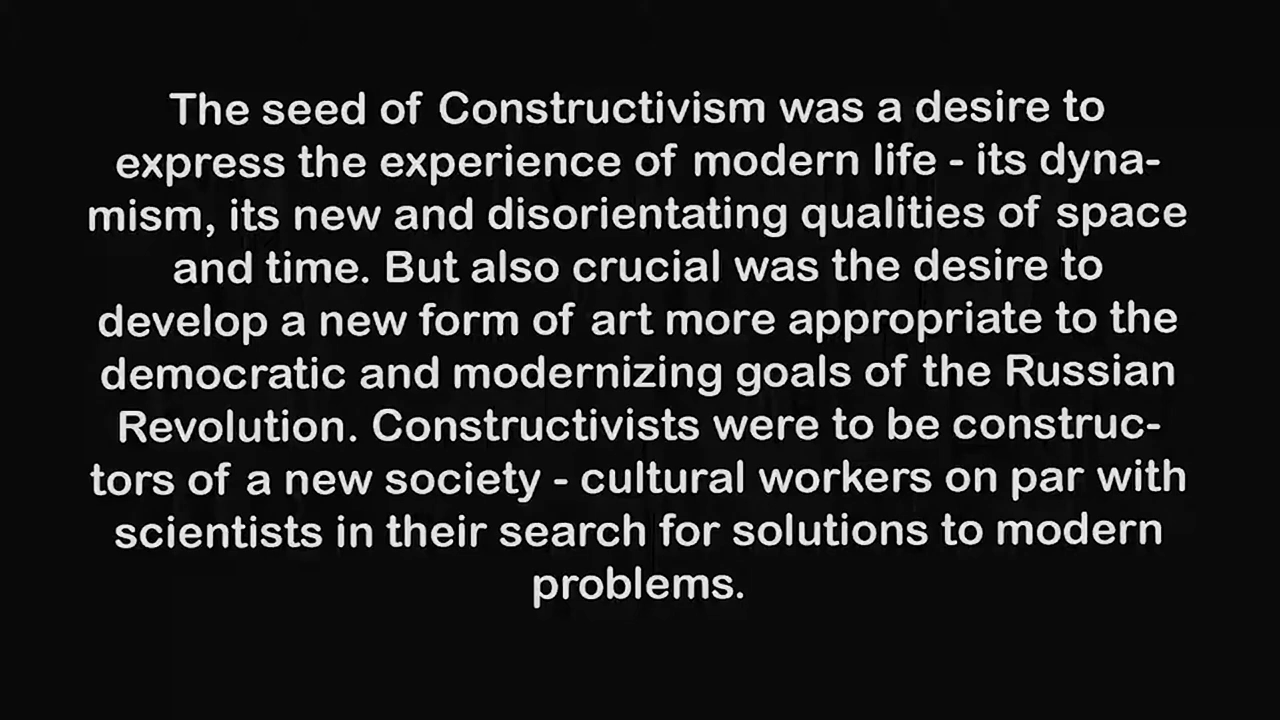 The seed of Constructivism was a desire to
express the experience of modern life - its dyna-
mism, its new and disorientating qualities of space
and time. But also crucial was the desire to
develop a new form of art more appropriate to the
democratic and modernizing goals of the Russian
Revolution. Constructivists were to be construc-
tors of a new society - cultural workers on par with
scientists in their search for solutions to modern
problems.